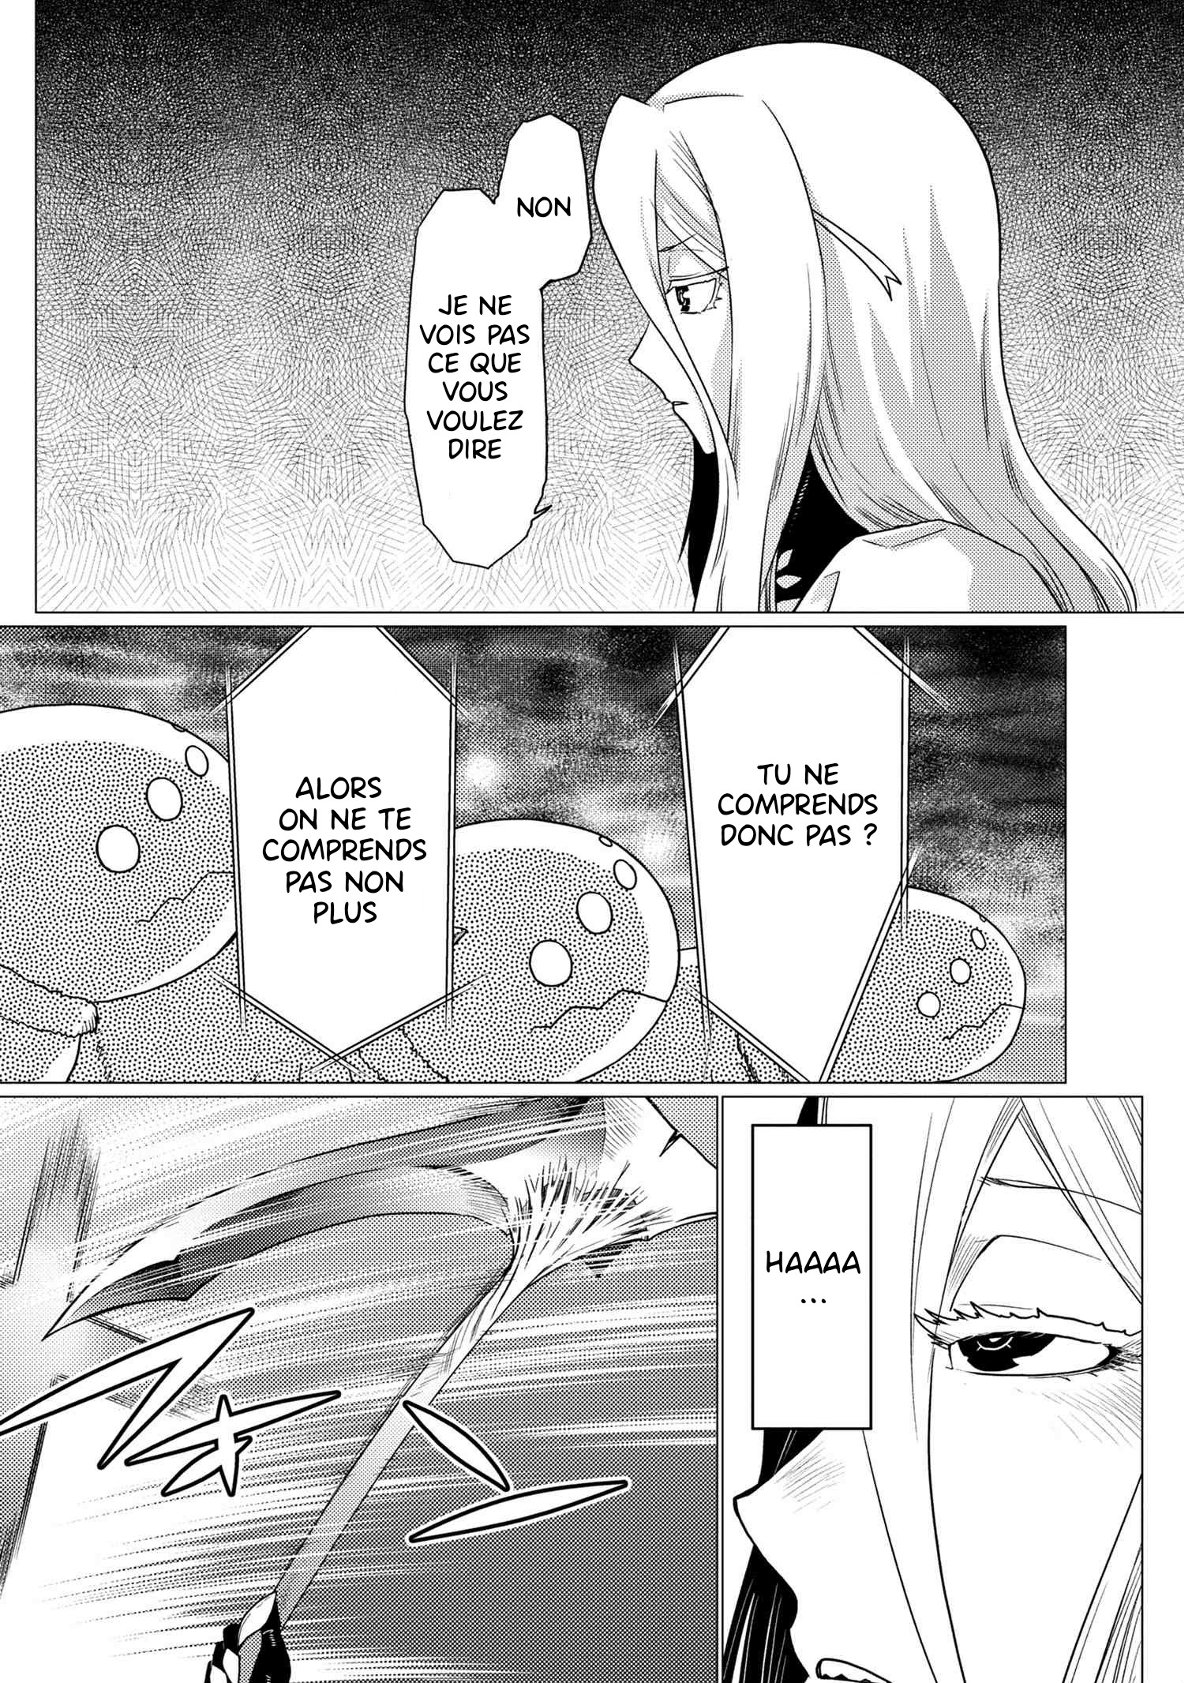 NON
JE NE
VOIS PAS
CE QUE
VOUS
VOULEZ
DIRE
TU NE
COMPRENDS
DONC PAS ?
ALORS
ON NE TE
COMPRENDS
PAS NON
PLUS
HAAAA
...